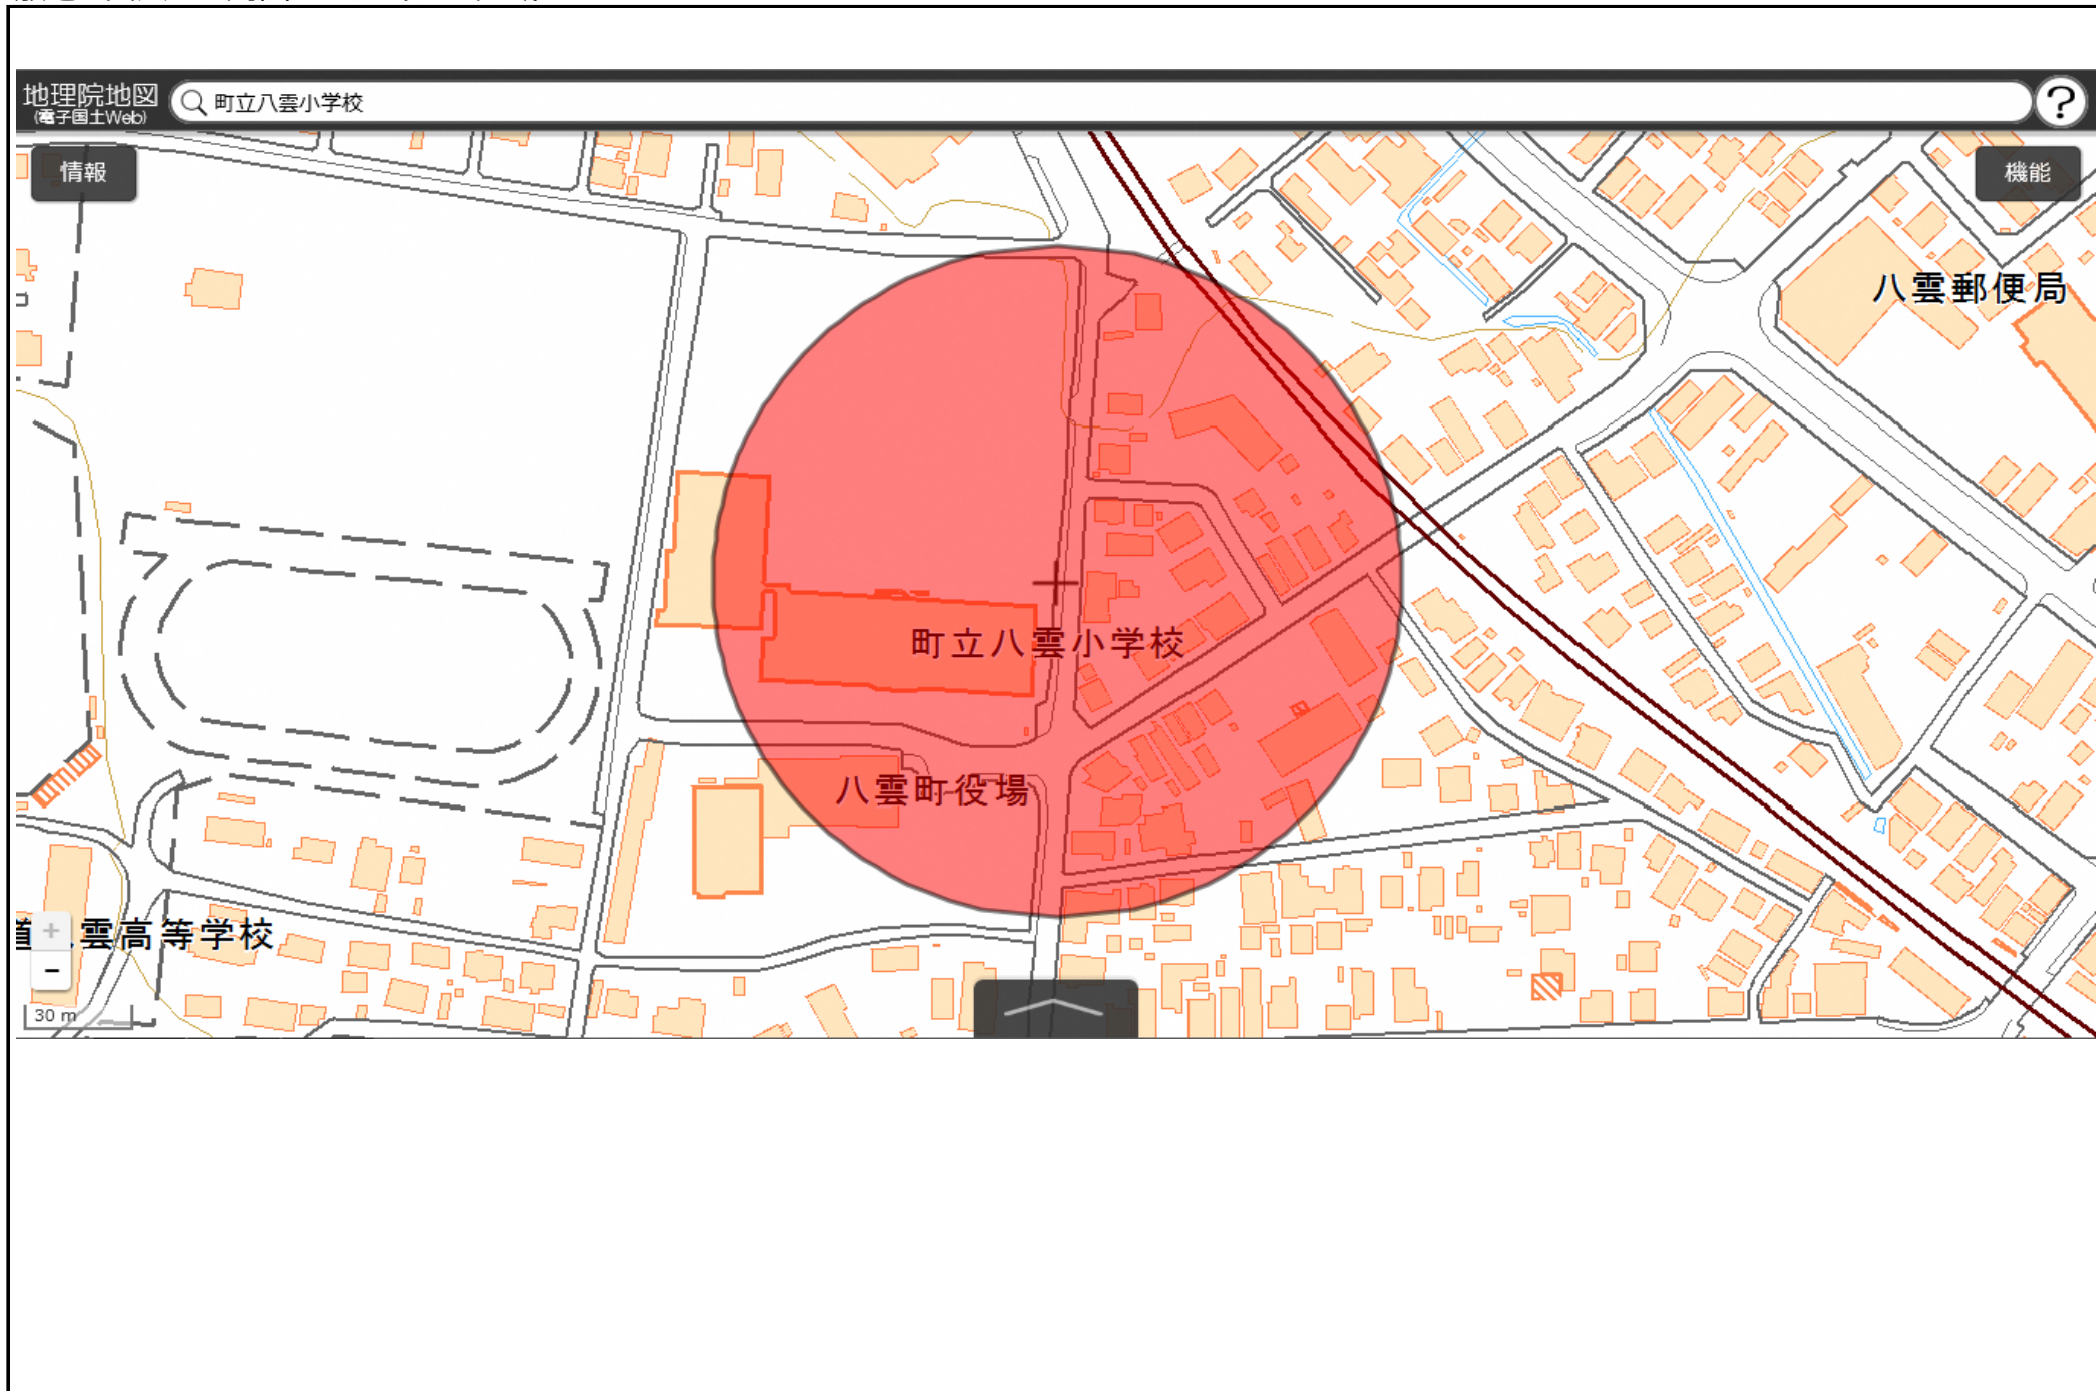 地理院地図
(電子国土Web)
町立八雲小学校
?
情報
機能
八雲郵便局
町立八雲小学校
八雲町役場
雲高等学校
+
-
30 m